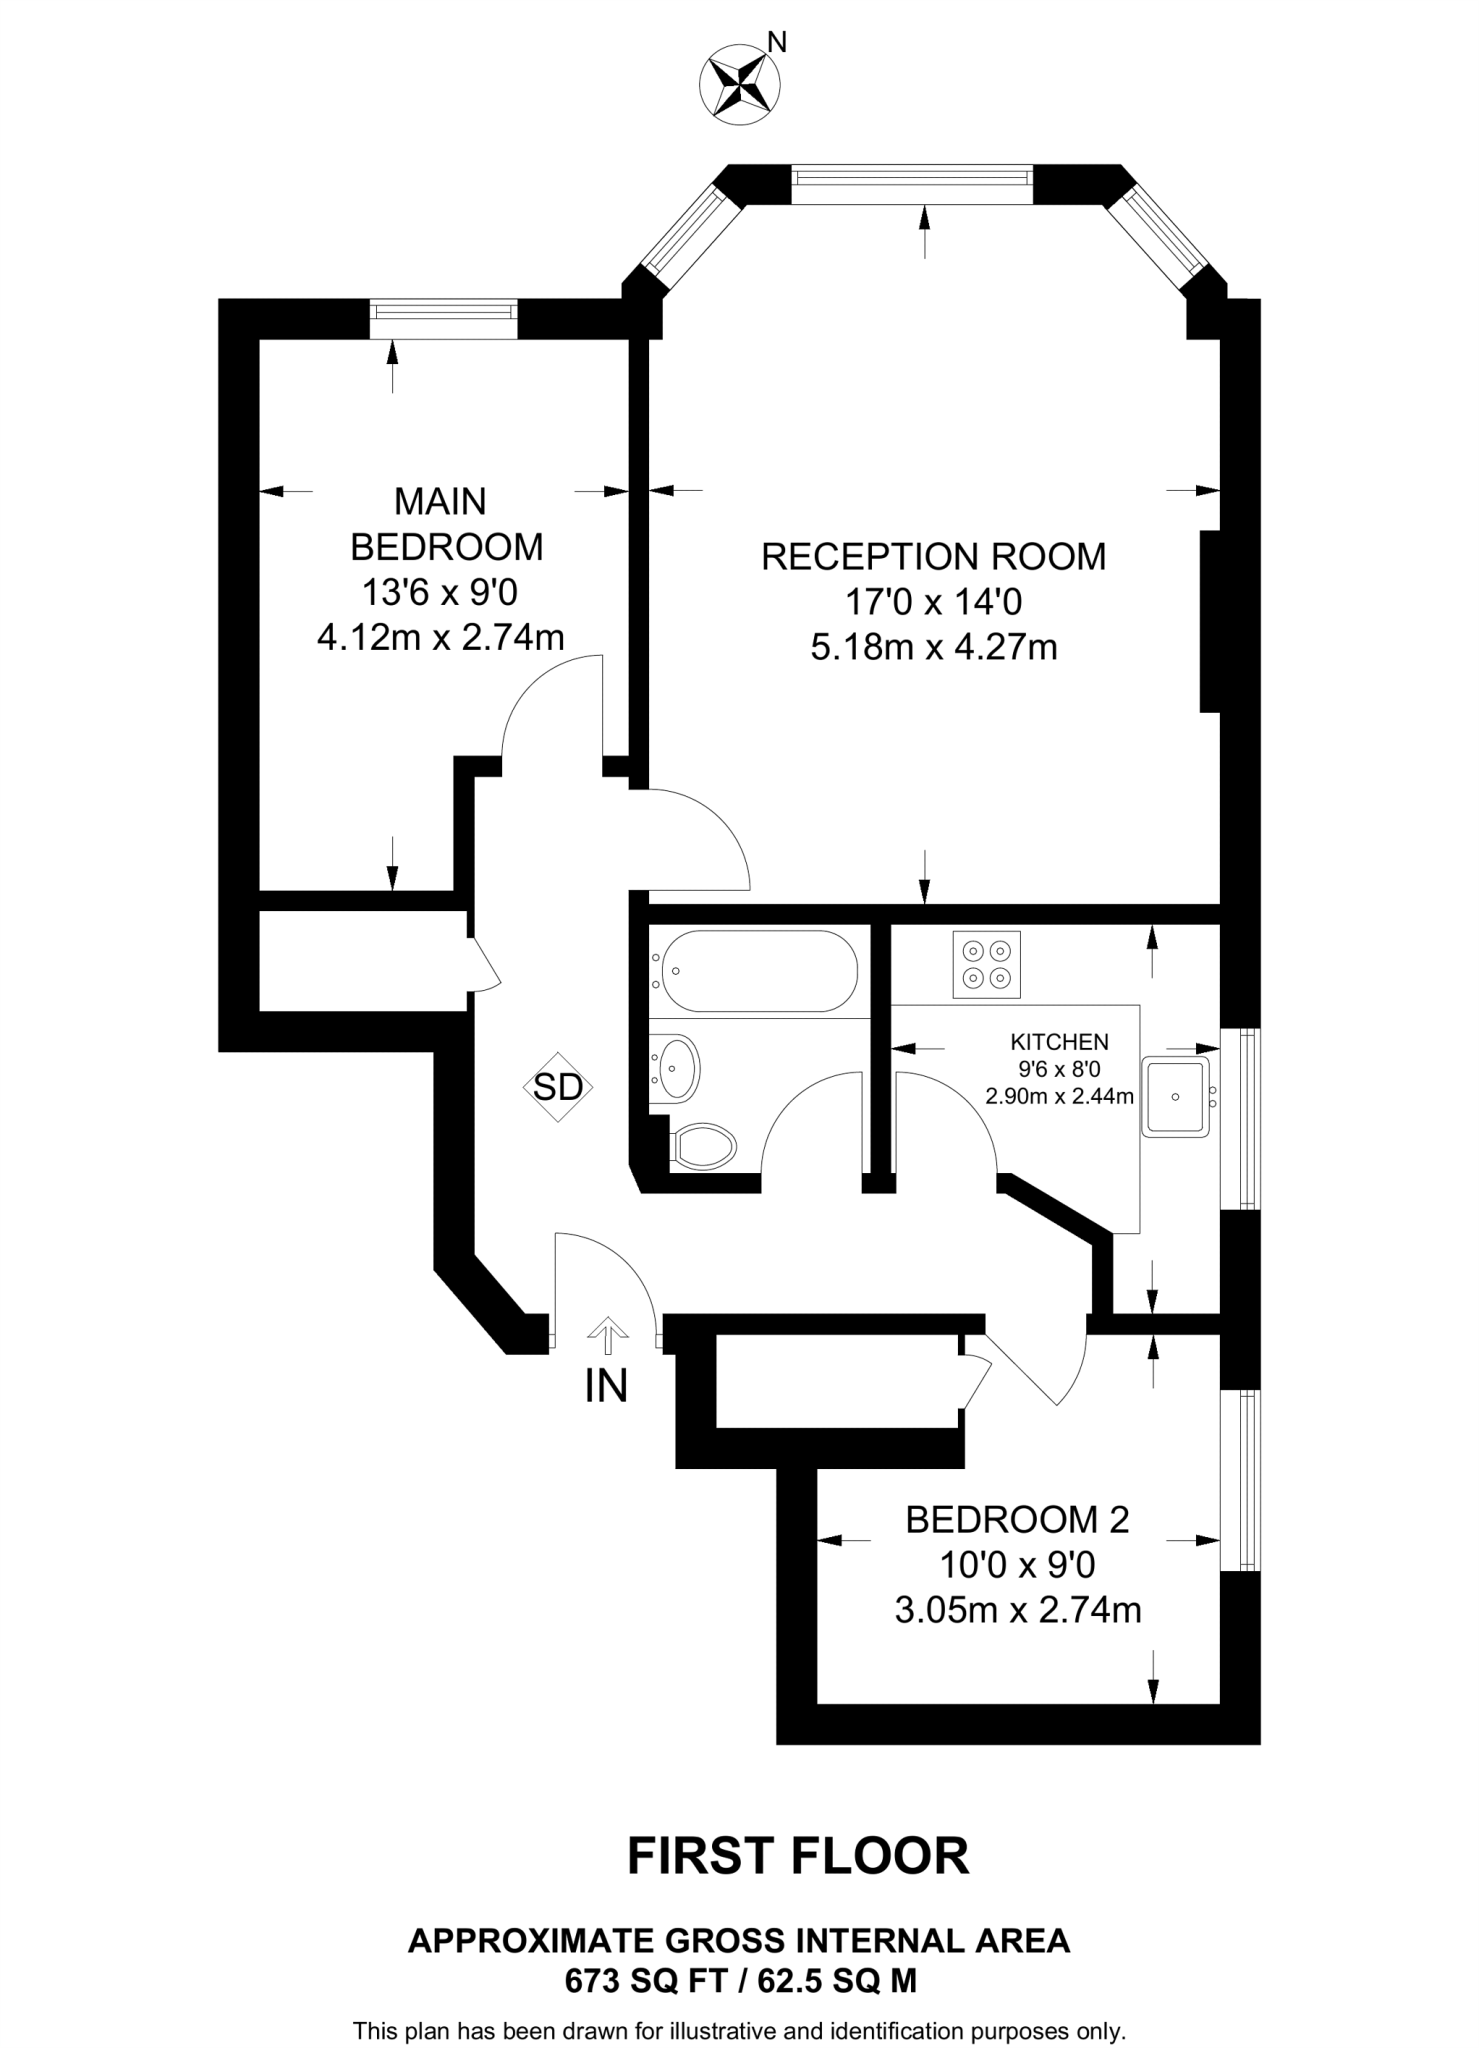 N
MAIN
BEDROOM
13'6 x 9'0
4.12m x 2.74m
RECEPTION ROOM
17'0 x 14'0
5.18m x 4.27m
KITCHEN
9'6 x 8'0
2.90m x 2.44m
SD
IN
BEDROOM 2
10'0 x 9'0
3.05m x 2.74m
FIRST FLOOR
APPROXIMATE GROSS INTERNAL AREA
673 SQ FT / 62.5 SQ M
This plan has been drawn for illustrative and identification purposes only.